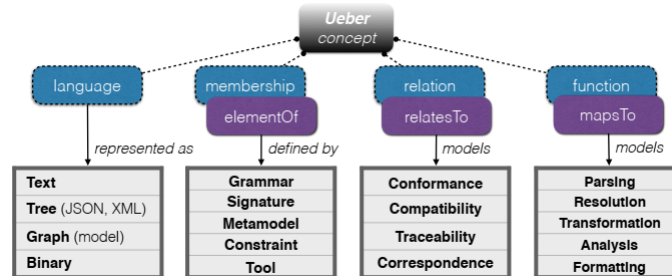 Ueber
concept
language
membership
elementOf
relation
relatesTo
function
mapsTo
represented as
defined by
models
models
Text
Tree (JSON, XML)
Graph (model)
Binary
Grammar
Signature
Metamodel
Constraint
Tool
Conformance
Compatibility
Traceability
Correspondence
Parsing
Resolution
Transformation
Analysis
Formatting